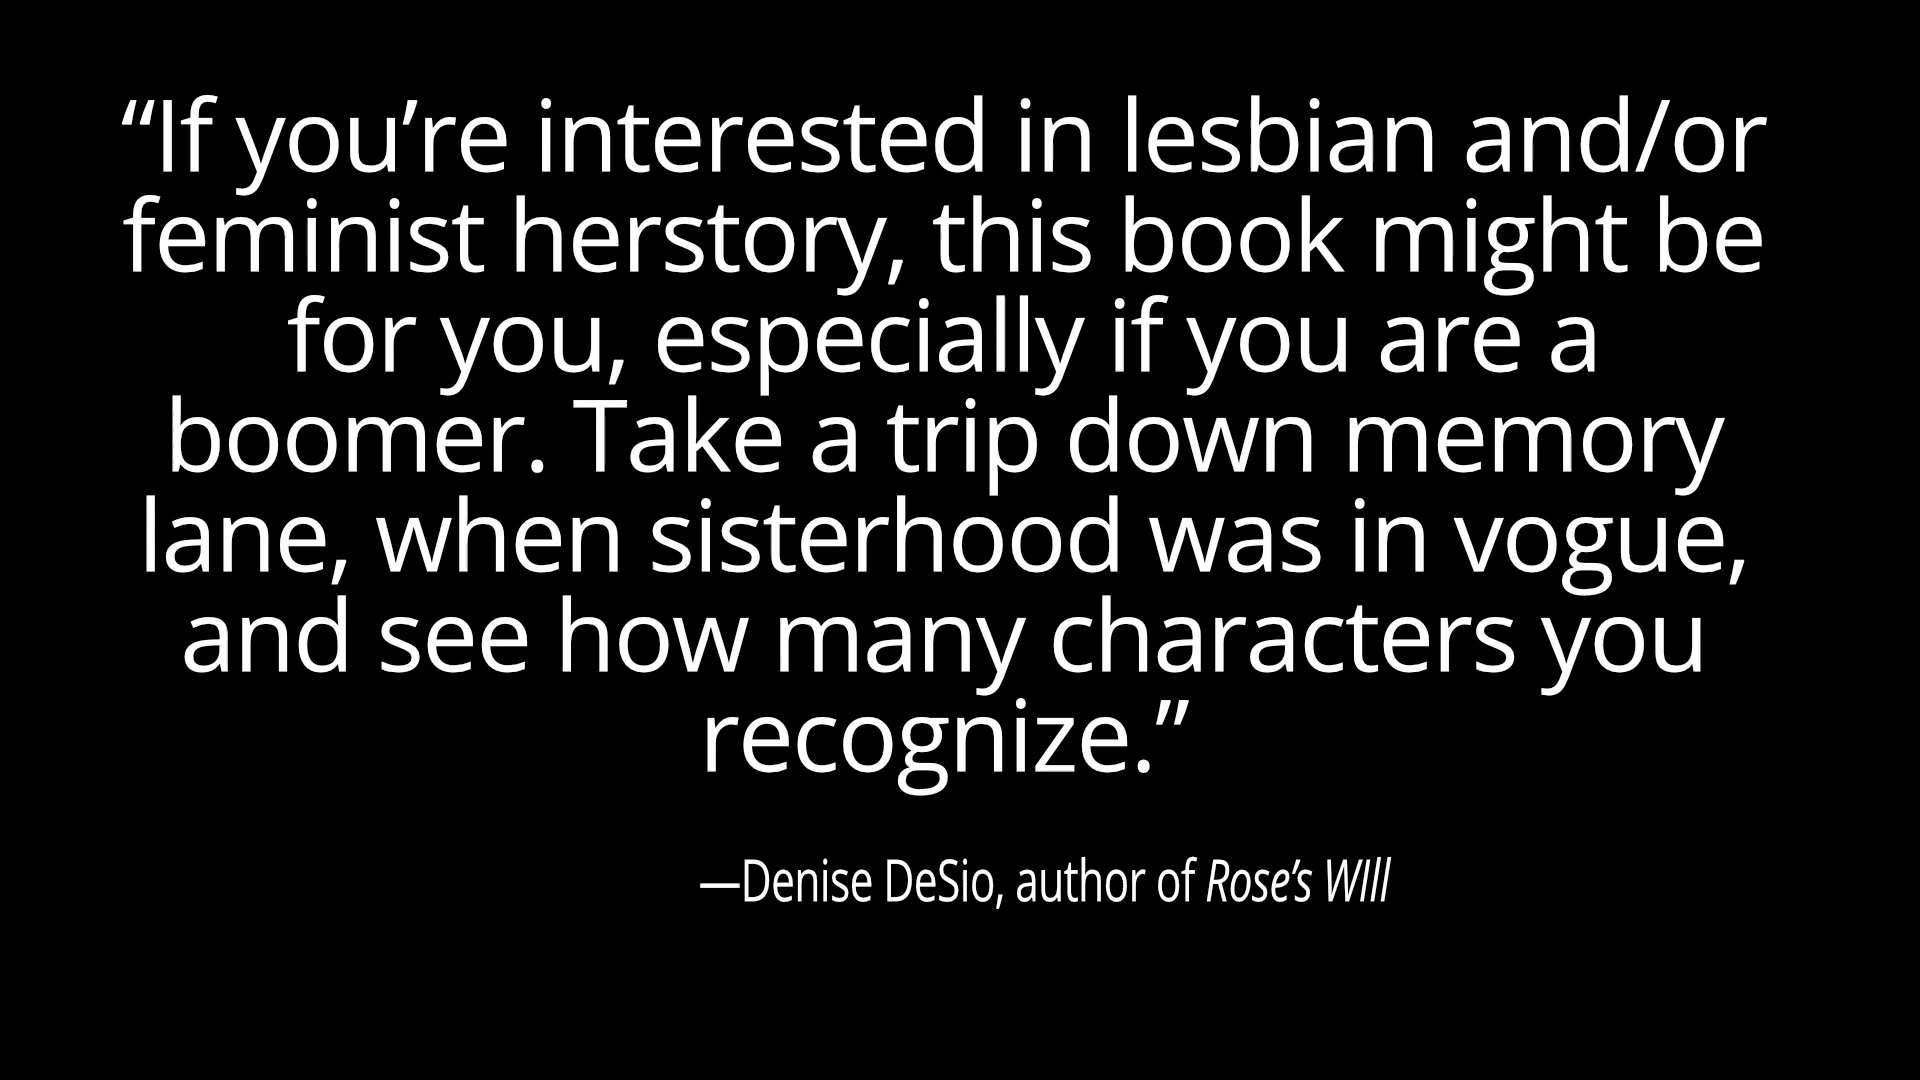 “If you’re interested in lesbian and/or
feminist herstory, this book might be
for you, especially if you are a
boomer. Take a trip down memory
lane, when sisterhood was in vogue,
and see how many characters you
recognize.”
—Denise DeSio, author of Rose’s WIll